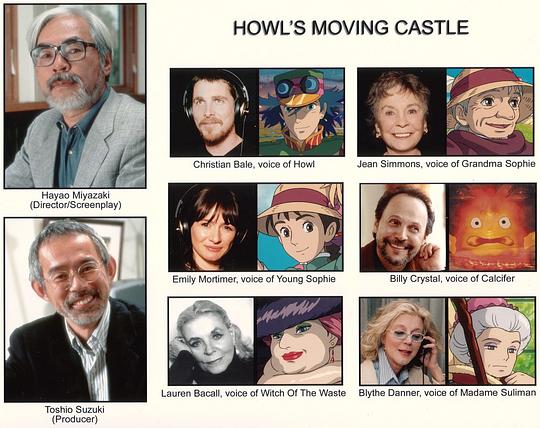 HOWL'S MOVING CASTLE
Hayao Miyazaki
(Director/Screenplay)
Christian Bale, voice of Howl
Jean Simmons, voice of Grandma Sophie
Emily Mortimer, voice of Young Sophie
Billy Crystal, voice of Calcifer
Toshio Suzuki
(Producer)
Lauren Bacall, voice of Witch Of The Waste
Blythe Danner, voice of Madame Suliman